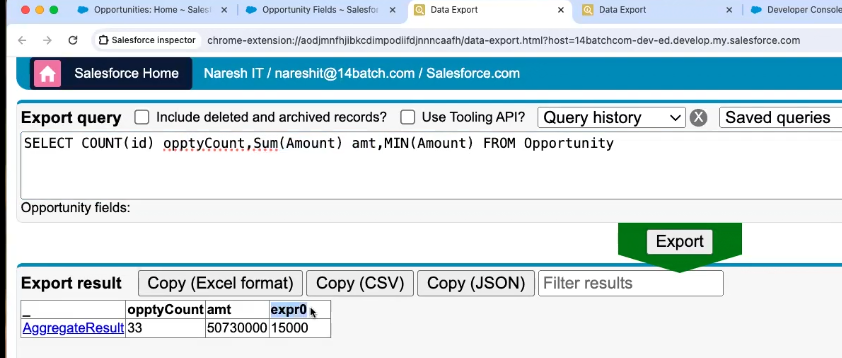 Opportunities: Home ~ Sales
Opportunity Fields ~ Salesfor
Data Export
Data Export
Developer Console
Salesforce inspector
chrome-extension://aodjmnfhjibkcdimpodiifdjnnncaafh/data-export.html?host=14batchcom-dev-ed.develop.my.salesforce.com
Salesforce Home
Naresh IT / nareshit@14batch.com / Salesforce.com
Export query
Include deleted and archived records?
Use Tooling API?
Query history
X
Saved queries
SELECT COUNT(id) opptyCount,Sum(Amount) amt,MIN(Amount) FROM Opportunity
Opportunity fields:
Export
Export result
Copy (Excel format)
Copy (CSV)
Copy (JSON)
Filter results
_ opptyCount amt expr0
AggregateResult 33 50730000 15000